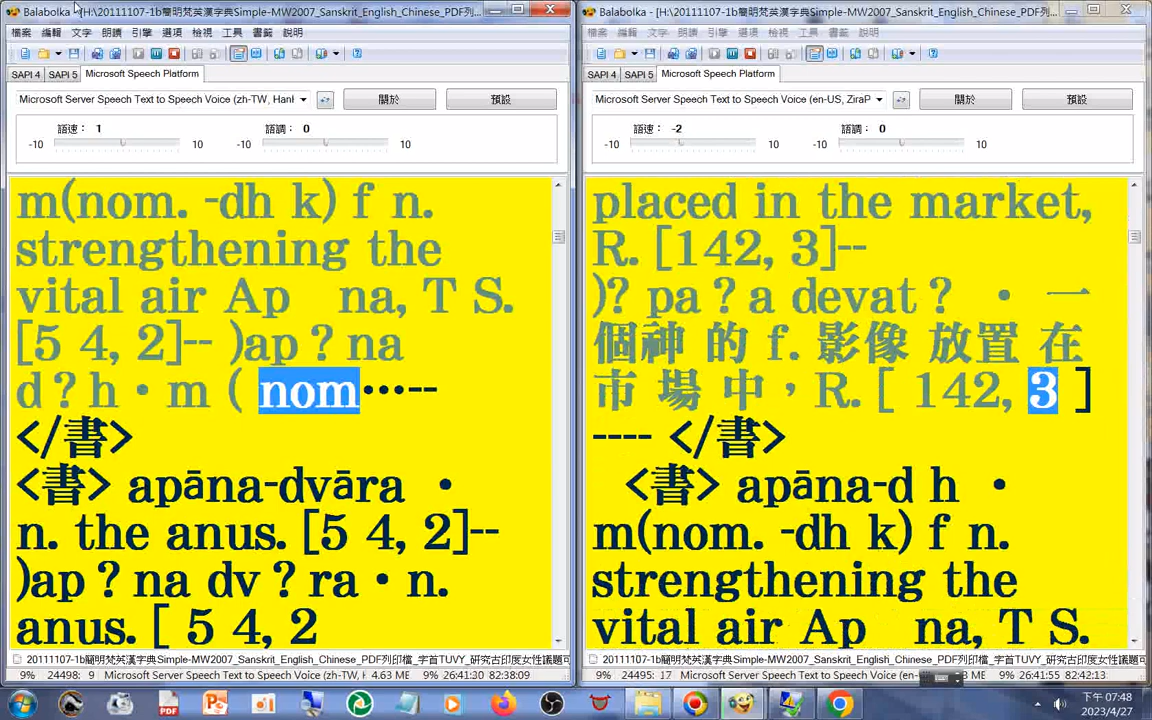 Balabolka - [H:\20111107-1b簡明梵英漢字典Simple-MW2007_Sanskrit_English_Chinese_PDF列...
檔案 編輯 文字 朗讀 引擎 選項 檢視 工具 書籤 說明
SAPI 4 SAPI 5 Microsoft Speech Platform
Microsoft Server Speech Text to Speech Voice (zh-TW, Hanl
關於 預設
語速： 1 語調： 0
-10 10 -10 10
m(nom. -dh k) f n.
strengthening the
vital air Ap na, T S.
[5 4, 2]-- )ap？na
d？h‧m ( nom…--
</書>
<書> apāna-dvāra ‧
n. the anus. [5 4, 2]--
)ap？na dv？ra‧n.
anus. [ 5 4, 2
20111107-1b簡明梵英漢字典Simple-MW2007_Sanskrit_English_Chinese_PDF列印檔_字首TUVY_研究古印度女性議題可
9% 24498: 9 Microsoft Speech Platform Microsoft Server Speech Text to Speech Voice (zh-TW, H 4.63 ME 9% 26:41:30 82:38:09
Balabolka - [H:\20111107-1b簡明梵英漢字典Simple-MW2007_Sanskrit_English_Chinese_PDF列...
檔案 編輯 文字 朗讀 引擎 選項 檢視 工具 書籤 說明
SAPI 4 SAPI 5 Microsoft Speech Platform
Microsoft Server Speech Text to Speech Voice (en-US, ZiraP
關於 預設
語速： -2 語調： 0
-10 10 -10 10
placed in the market,
R. [142, 3]--
)？pa？a devat？ ‧ 一
個神 的 f. 影像 放置 在
市 場 中，R. [ 142, 3 ]
---- </書>
<書> apāna-d h ‧
m(nom. -dh k) f n.
strengthening the
vital air Ap na, T S.
20111107-1b簡明梵英漢字典Simple-MW2007_Sanskrit_English_Chinese_PDF列印檔_字首TUVY_研究古印度女性議題可
9% 24495: 17 Microsoft Server Speech Text to Speech Voice (en-US, ZiraP 9% 26:41:55 82:42:13
下午 07:48
2023/4/27